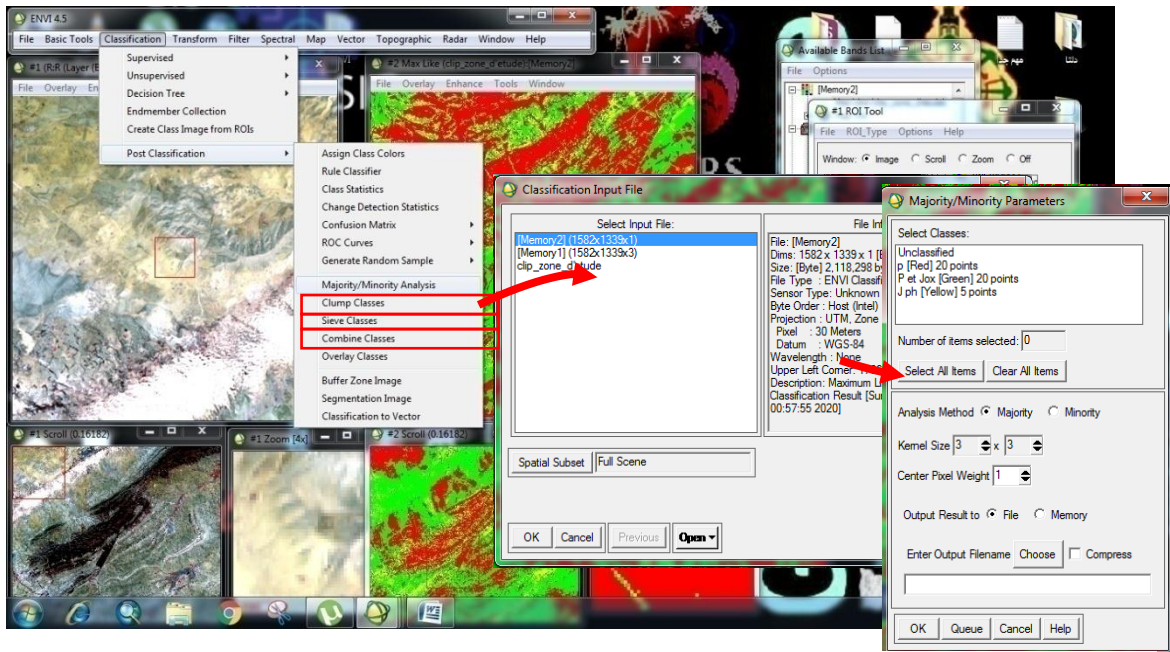 ENVI 4.5
File Basic Tools Classification Transform Filter Spectral Map Vector Topographic Radar Window Help
Supervised
Unsupervised
Decision Tree
Endmember Collection
Create Class Image from ROIs
Post Classification
Assign Class Colors
Rule Classifier
Class Statistics
Change Detection Statistics
Confusion Matrix
ROC Curves
Generate Random Sample
Majority/Minority Analysis
Clump Classes
Sieve Classes
Combine Classes
Overlay Classes
Buffer Zone Image
Segmentation Image
Classification to Vector
#1 (R:R (Layer (E
File Overlay En
#2 Max Like (clip_zone_d'etude):[Memory2]
File Overlay Enhance Tools Window
Available Bands List
File Options
[Memory2]
#1 ROI Tool
File ROI_Type Options Help
Window: Image Scroll Zoom Off
Classification Input File
Select Input File:
[Memory2] (1582x1339x1)
[Memory1] (1582x1339x3)
clip_zone_d'etude
File Inf
File: [Memory2]
Dims: 1582 x 1339 x 1 [B
Size: [Byte] 2,118,298 by
File Type : ENVI Classifi
Sensor Type: Unknown
Byte Order : Host (Intel)
Projection : UTM, Zone
Pixel : 30 Meters
Datum : WGS-84
Wavelength : None
Upper Left Corner:
Description: Maximum Li
Classification Result [Sun
00:57:55 2020]
Spatial Subset Full Scene
OK Cancel Previous Open
Majority/Minority Parameters
Select Classes:
Unclassified
p [Red] 20 points
P et Jox [Green] 20 points
J ph [Yellow] 5 points
Number of items selected: 0
Select All Items Clear All Items
Analysis Method Majority Minority
Kernel Size 3 x 3
Center Pixel Weight 1
Output Result to File Memory
Enter Output Filename Choose Compress
OK Queue Cancel Help
#1 Scroll (0.16182)
#1 Zoom [4x]
#2 Scroll (0.16182)